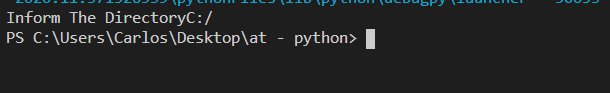 Inform The DirectoryC:/
PS C:\Users\Carlos\Desktop\at - python>